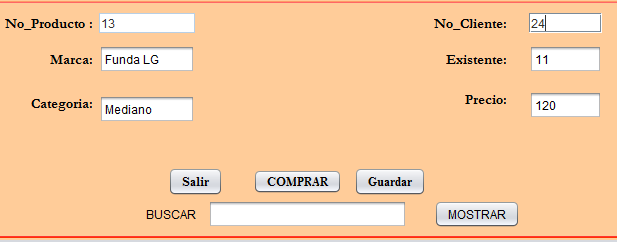 No_Producto : 13 No_Cliente: 24
Marca: Funda LG Existente: 11
Categoria: Mediano Precio: 120
Salir COMPRAR Guardar
BUSCAR MOSTRAR